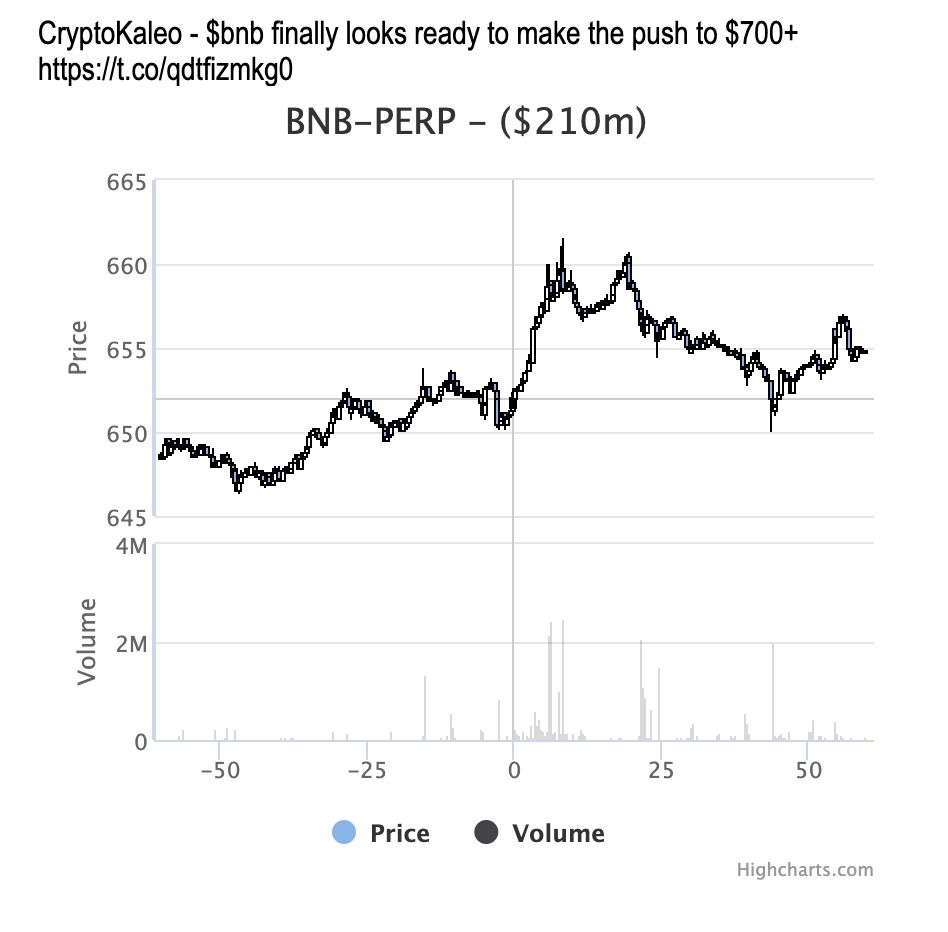 CryptoKaleo - $bnb finally looks ready to make the push to $700+
https://t.co/qdtfizmkg0
BNB-PERP - ($210m)
665
660
655
650
645
Price
4M
2M
0
Volume
-50
-25
0
25
50
Price
Volume
Highcharts.com